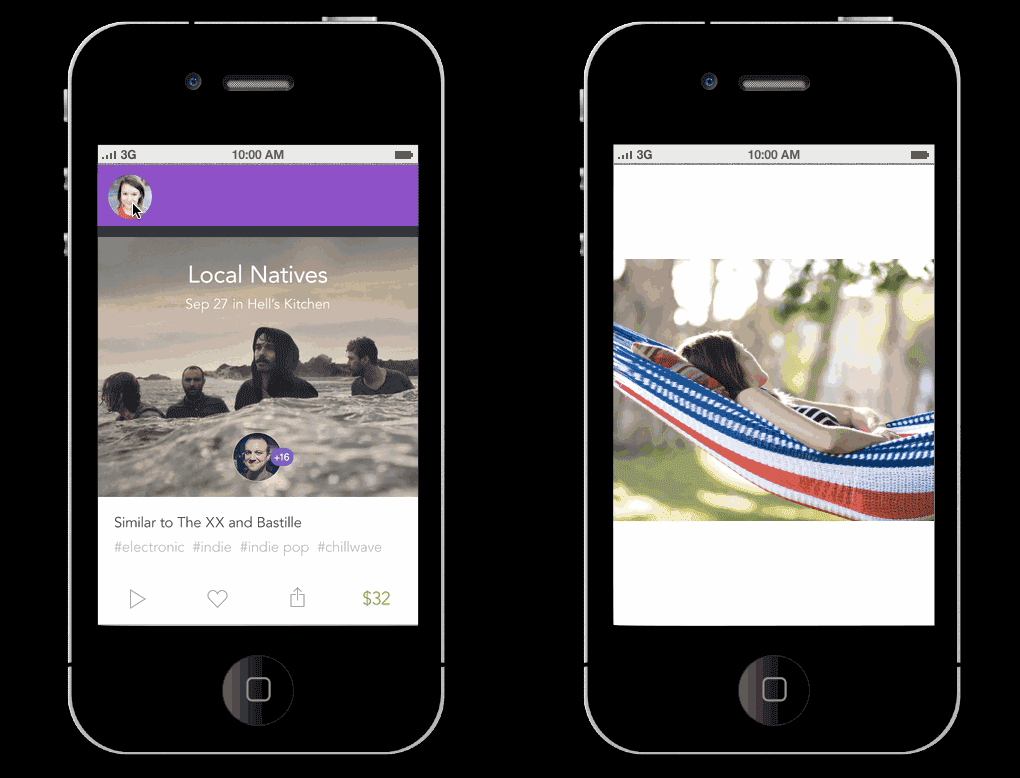 3G 10:00 AM
Local Natives
Sep 27 in Hell's Kitchen
+16
Similar to The XX and Bastille
#electronic #indie #indie pop #chillwave
$32
3G 10:00 AM